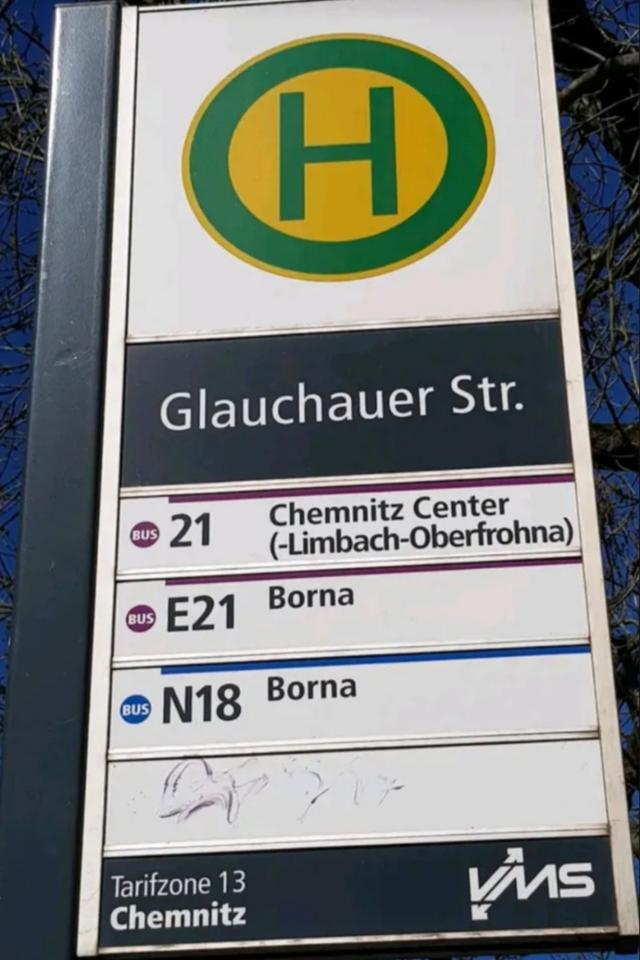 H
Glauchauer Str.
BUS 21 Chemnitz Center
(-Limbach-Oberfrohna)
BUS E21 Borna
BUS N18 Borna
Tarifzone 13
Chemnitz
VMS